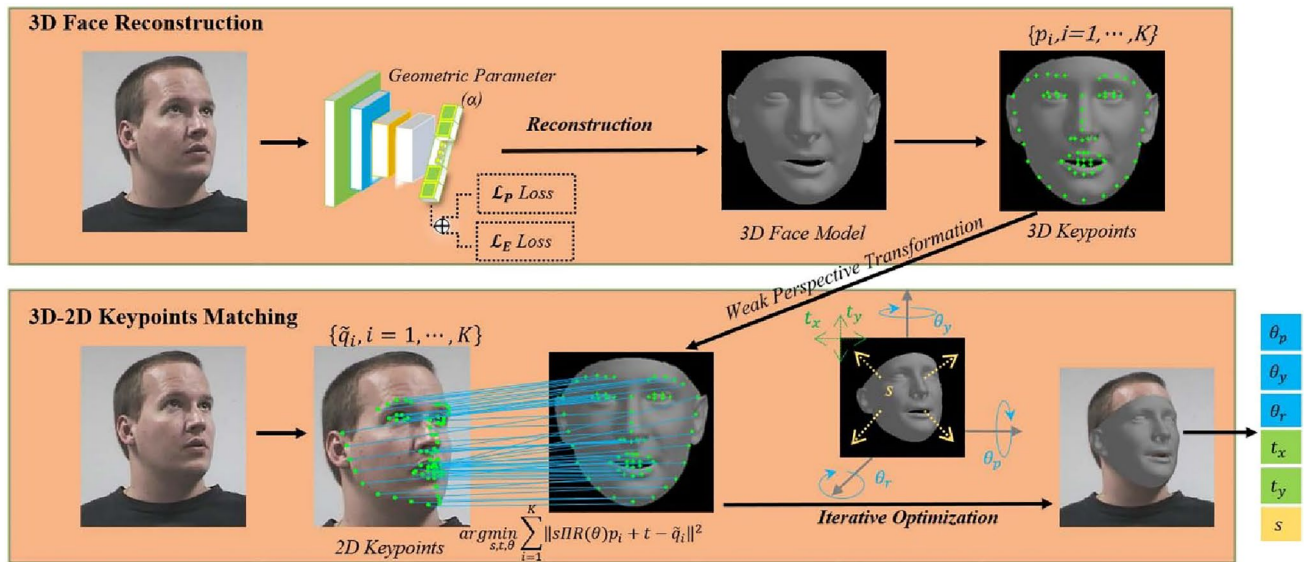 3D Face Reconstruction
Geometric Parameter
(α)
Reconstruction
ℒ_P Loss
ℒ_E Loss
3D Face Model
{p_i, i=1, ⋯ , K}
3D Keypoints
Weak Perspective Transformation
3D-2D Keypoints Matching
{q̃_i, i = 1, ⋯, K}
2D Keypoints
argmin_{s,t,θ} ∑_{i=1}^{K} ‖sΠR(θ)p_i + t − q̃_i‖²
t_x
t_y
θ_y
s
θ_p
θ_r
Iterative Optimization
θ_p
θ_y
θ_r
t_x
t_y
s